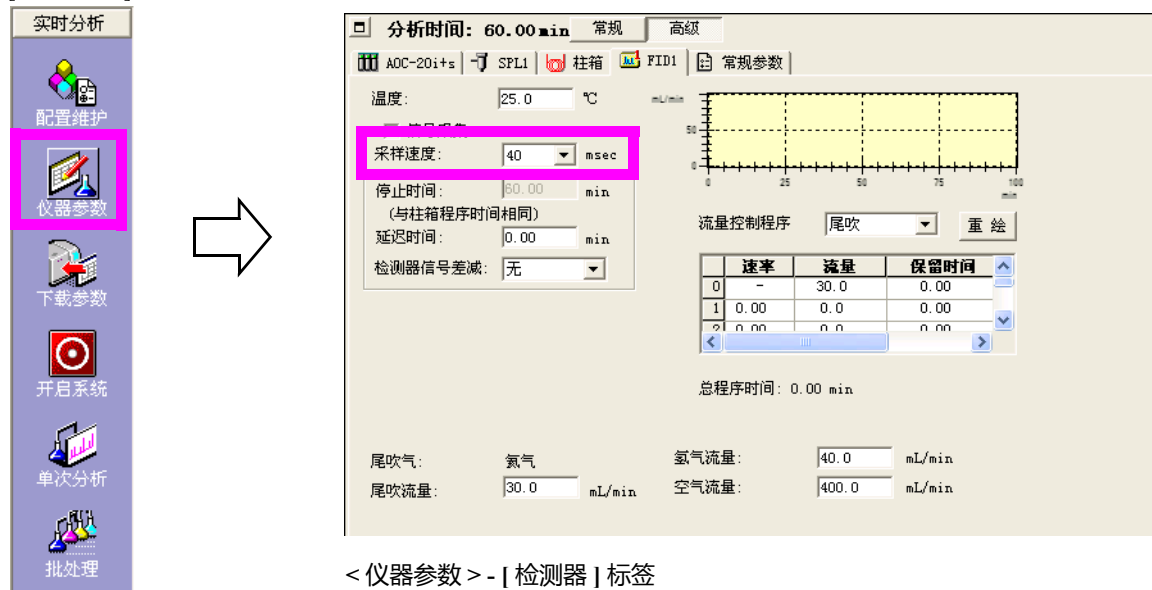 实时分析
配置维护
仪器参数
下载参数
开启系统
单次分析
批处理
分析时间: 60.00min 常规 高级
AOC-20i+s SPL1 柱箱 FID1 常规参数
温度: 25.0 ℃
采样速度: 40 msec
停止时间: 60.00 min
(与柱箱程序时间相同)
延迟时间: 0.00 min
检测器信号差减: 无
mL/min
50
0
0 25 50 75 100
min
流量控制程序 尾吹 重 绘
速率 流量 保留时间
0 - 30.0 0.00
1 0.00 0.0 0.00
2 0.00 0.0 0.00
总程序时间: 0.00 min
尾吹气: 氦气
尾吹流量: 30.0 mL/min
氢气流量: 40.0 mL/min
空气流量: 400.0 mL/min
<仪器参数> - [ 检测器 ] 标签